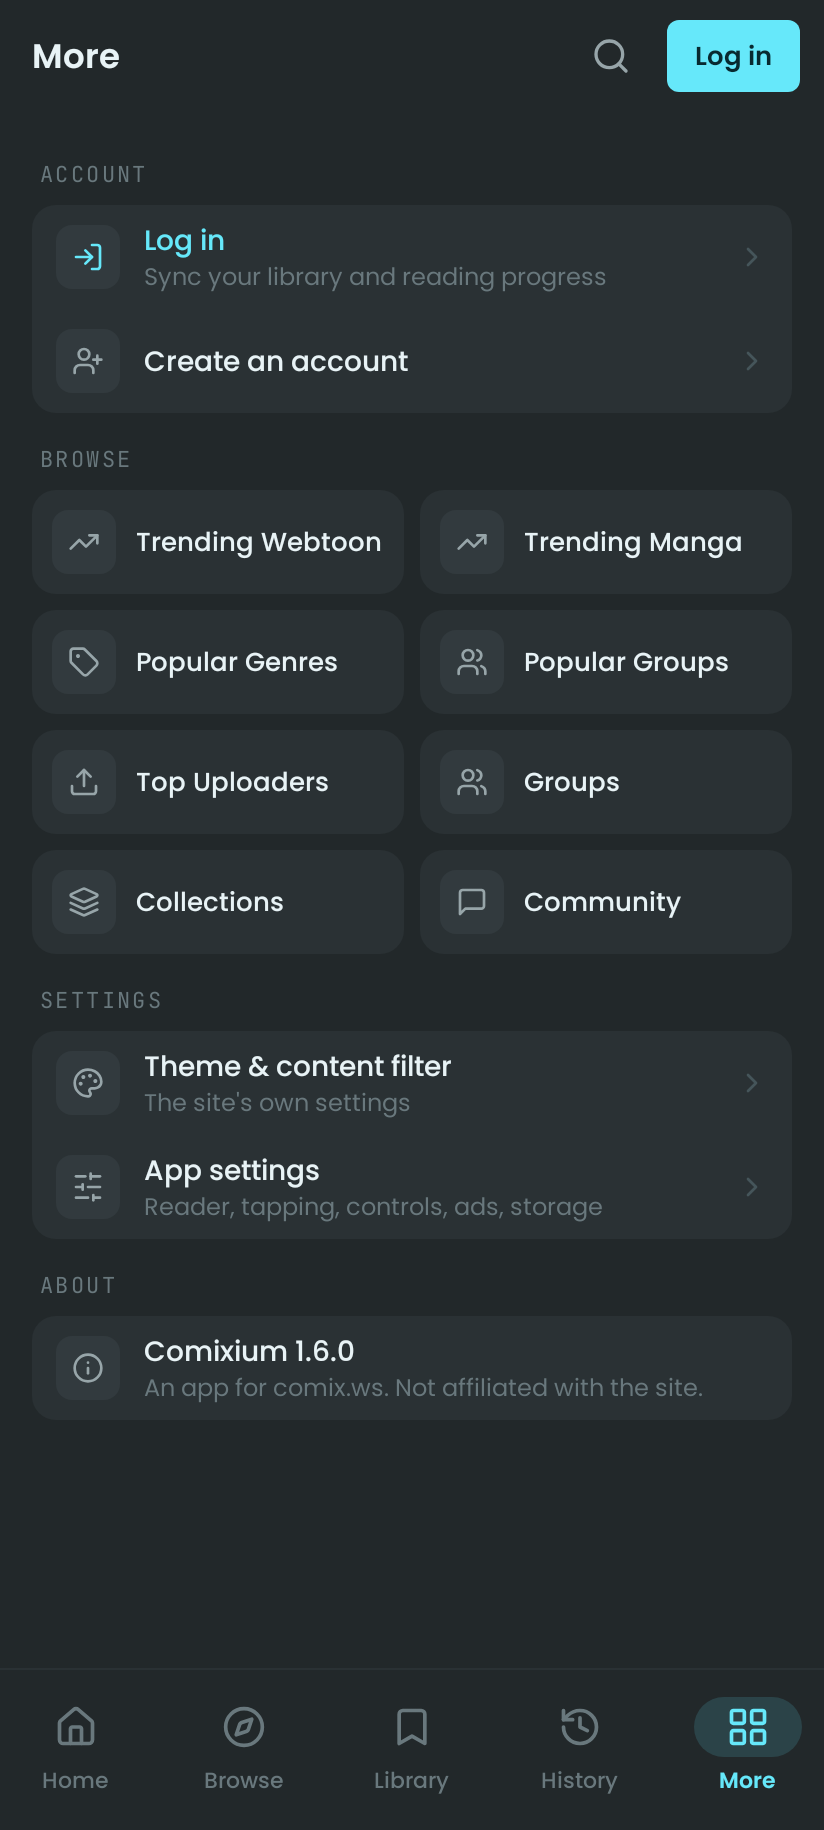 More
Log in
ACCOUNT
Log in
Sync your library and reading progress
Create an account
BROWSE
Trending Webtoon
Trending Manga
Popular Genres
Popular Groups
Top Uploaders
Groups
Collections
Community
SETTINGS
Theme & content filter
The site's own settings
App settings
Reader, tapping, controls, ads, storage
ABOUT
Comixium 1.6.0
An app for comix.ws. Not affiliated with the site.
Home
Browse
Library
History
More